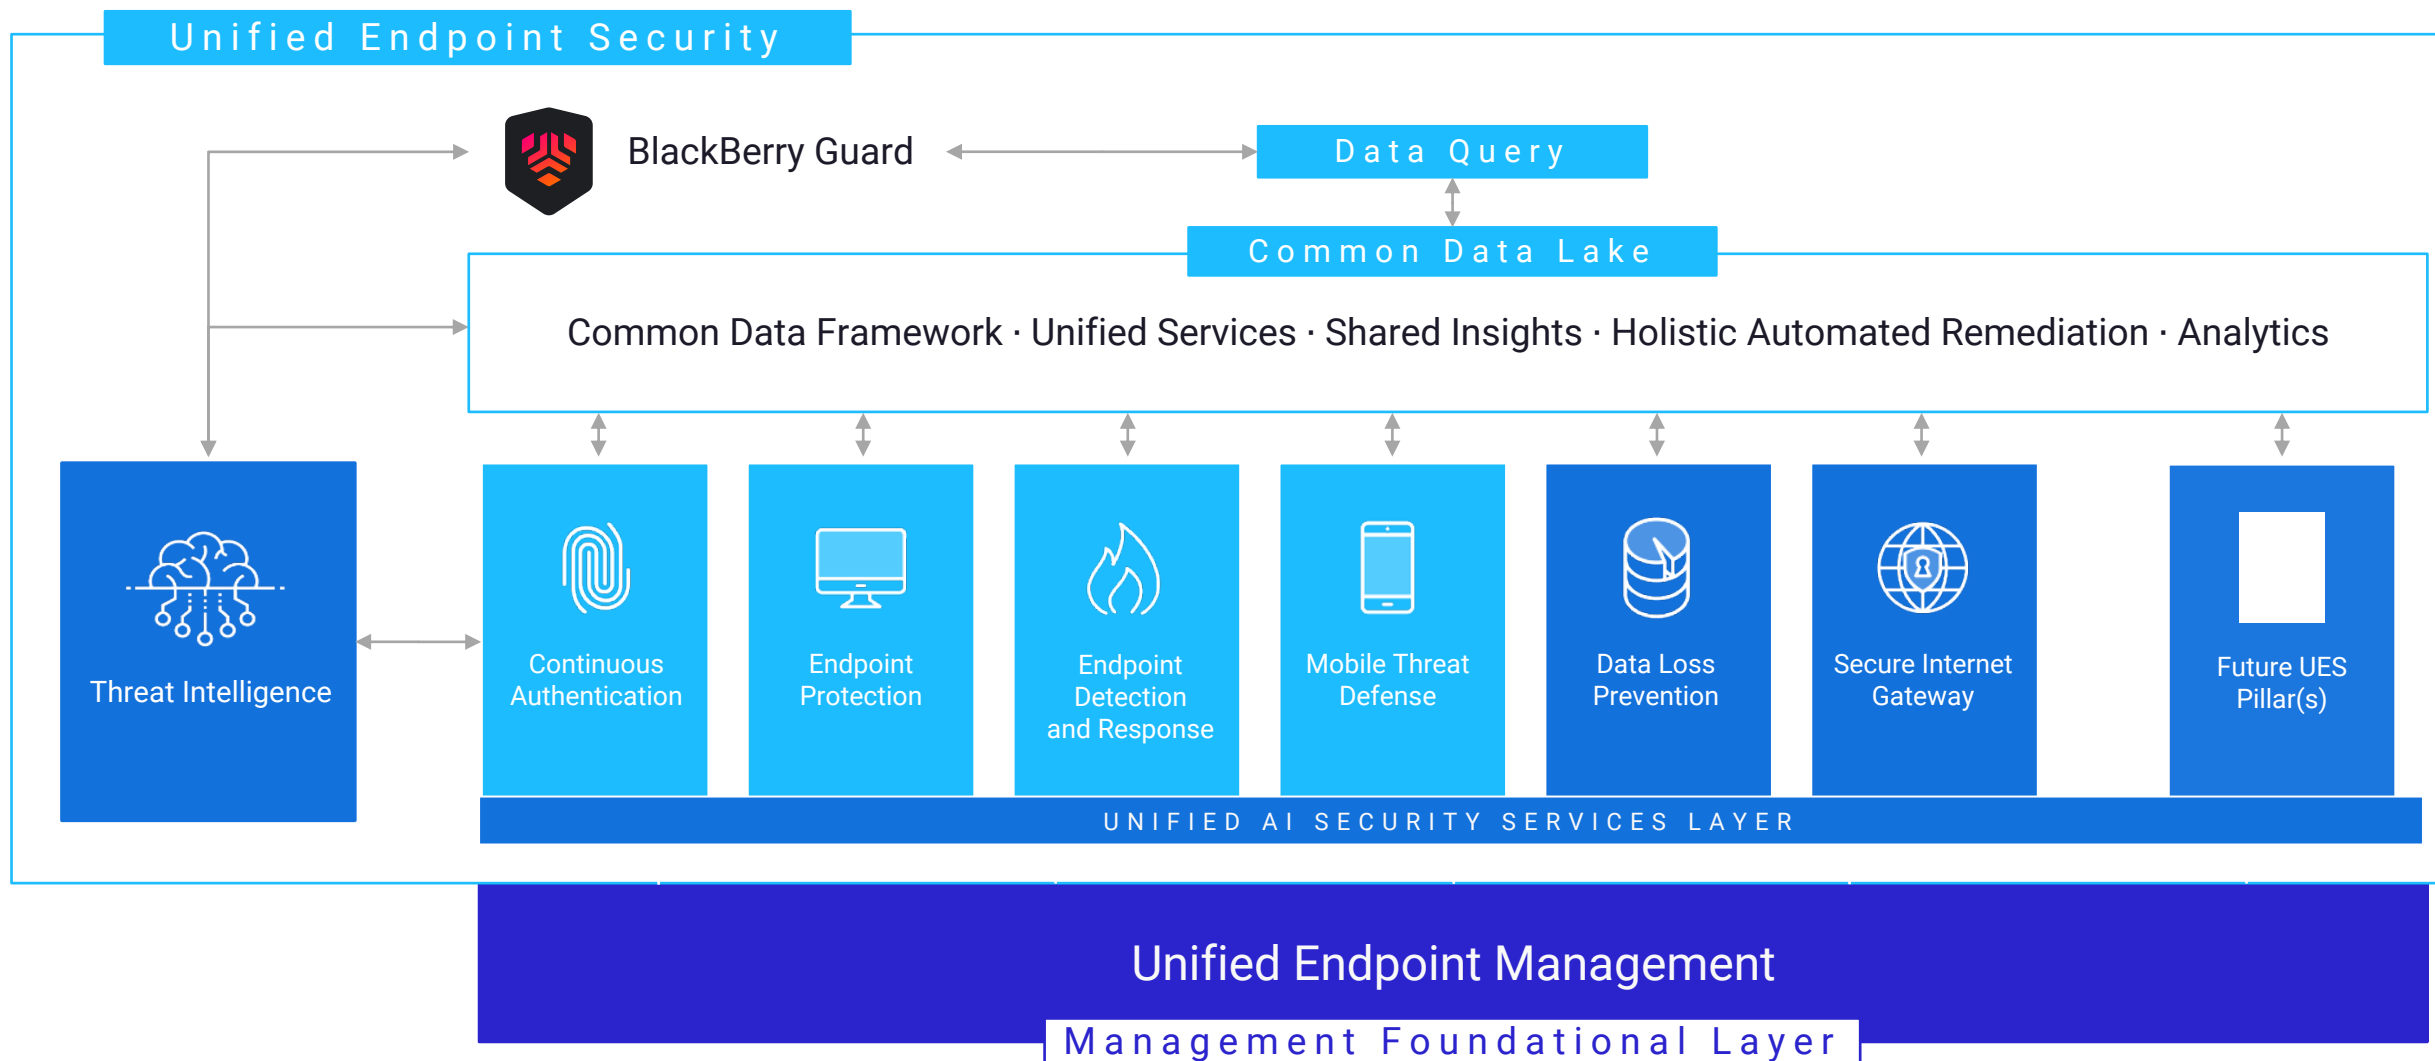 Unified Endpoint Security
BlackBerry Guard
Data Query
Common Data Lake
Common Data Framework · Unified Services · Shared Insights · Holistic Automated Remediation · Analytics
Threat Intelligence
Continuous
Authentication
Endpoint
Protection
Endpoint
Detection
and Response
Mobile Threat
Defense
Data Loss
Prevention
Secure Internet
Gateway
Future UES
Pillar(s)
UNIFIED AI SECURITY SERVICES LAYER
Unified Endpoint Management
Management Foundational Layer